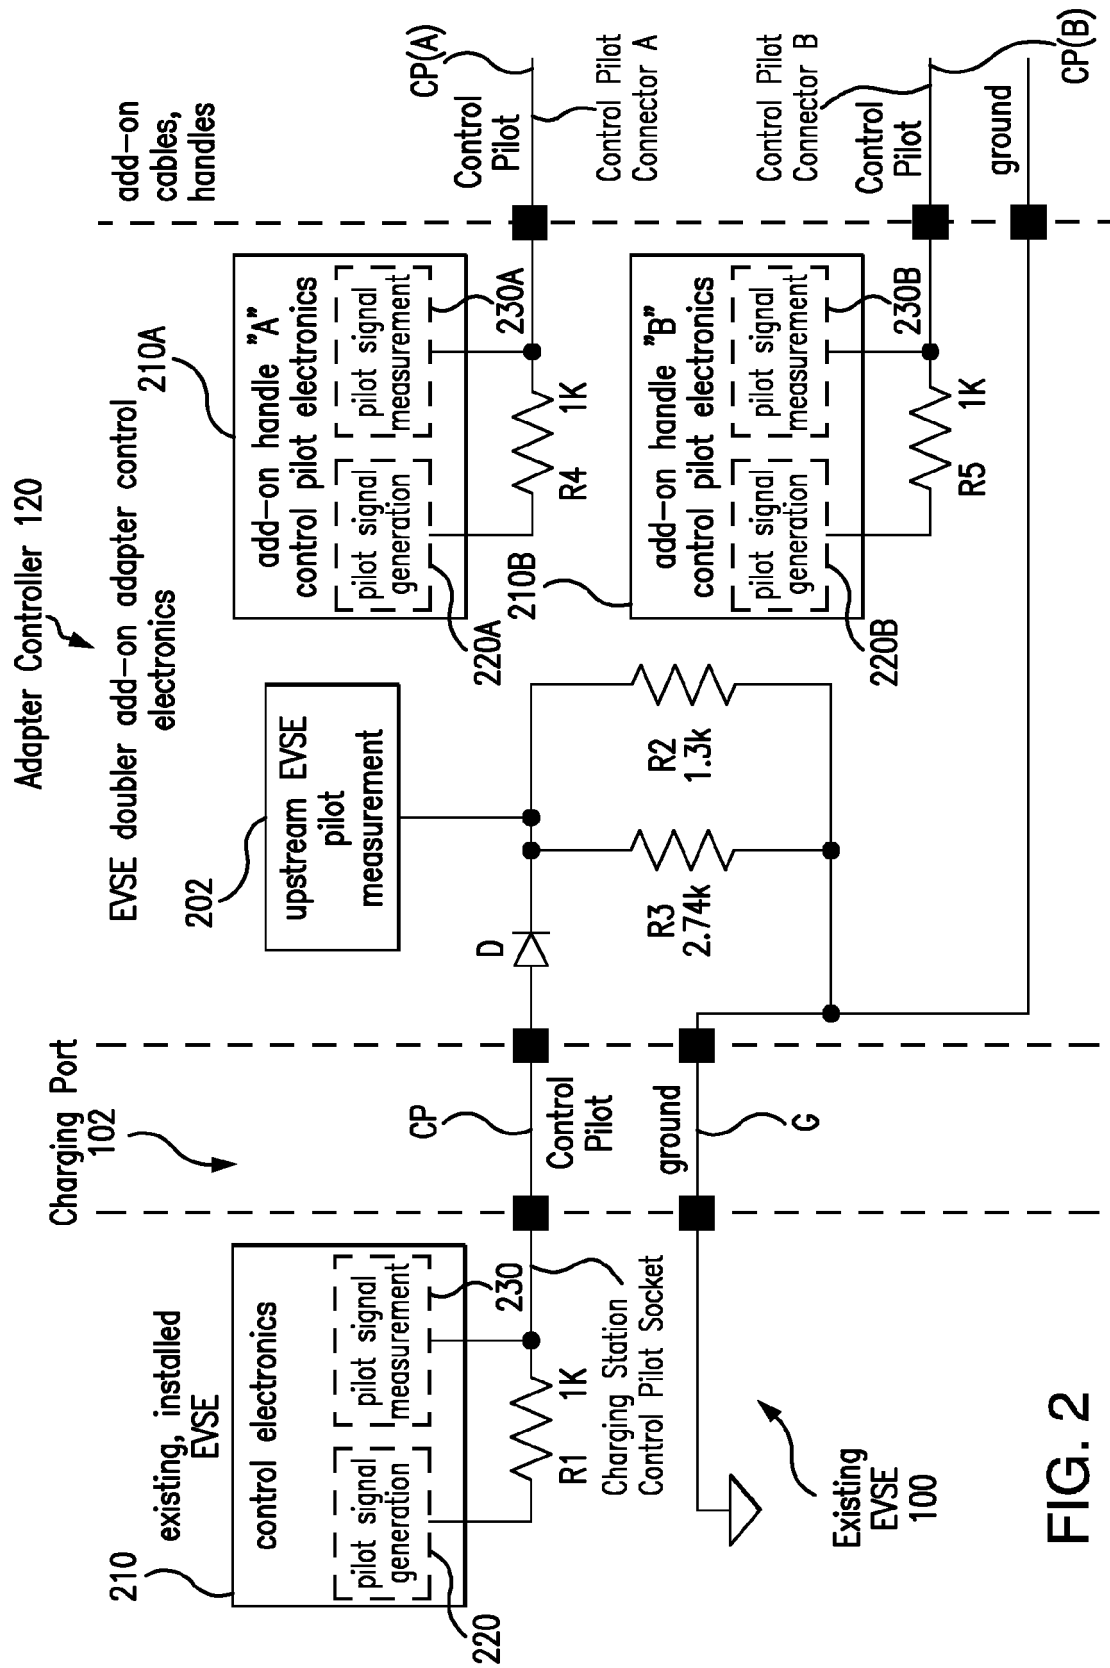 Adapter Controller 120
EVSE doubler add-on adapter control
electronics
Charging Port
102
add-on
cables,
handles
existing, installed
EVSE
210
control electronics
pilot signal
generation
pilot signal
measurement
220
230
R1
1K
Charging Station
Control Pilot Socket
Existing
EVSE
100
CP
Control
Pilot
ground
G
202
upstream EVSE
pilot
measurement
D
R3
2.74k
R2
1.3k
210A
add-on handle "A"
control pilot electronics
pilot signal
generation
pilot signal
measurement
220A
230A
R4
1K
210B
add-on handle "B"
control pilot electronics
pilot signal
generation
pilot signal
measurement
220B
230B
R5
1K
Control
Pilot
CP(A)
Control Pilot
Connector A
Control Pilot
Connector B
Control
Pilot
CP(B)
ground
FIG. 2